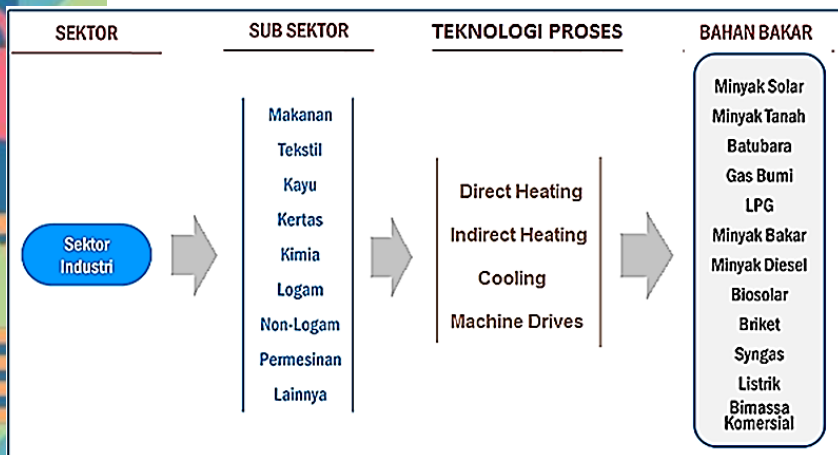 SEKTOR
SUB SEKTOR
TEKNOLOGI PROSES
BAHAN BAKAR
Sektor
Industri
Makanan
Tekstil
Kayu
Kertas
Kimia
Logam
Non-Logam
Permesinan
Lainnya
Direct Heating
Indirect Heating
Cooling
Machine Drives
Minyak Solar
Minyak Tanah
Batubara
Gas Bumi
LPG
Minyak Bakar
Minyak Diesel
Biosolar
Briket
Syngas
Listrik
Bimassa
Komersial